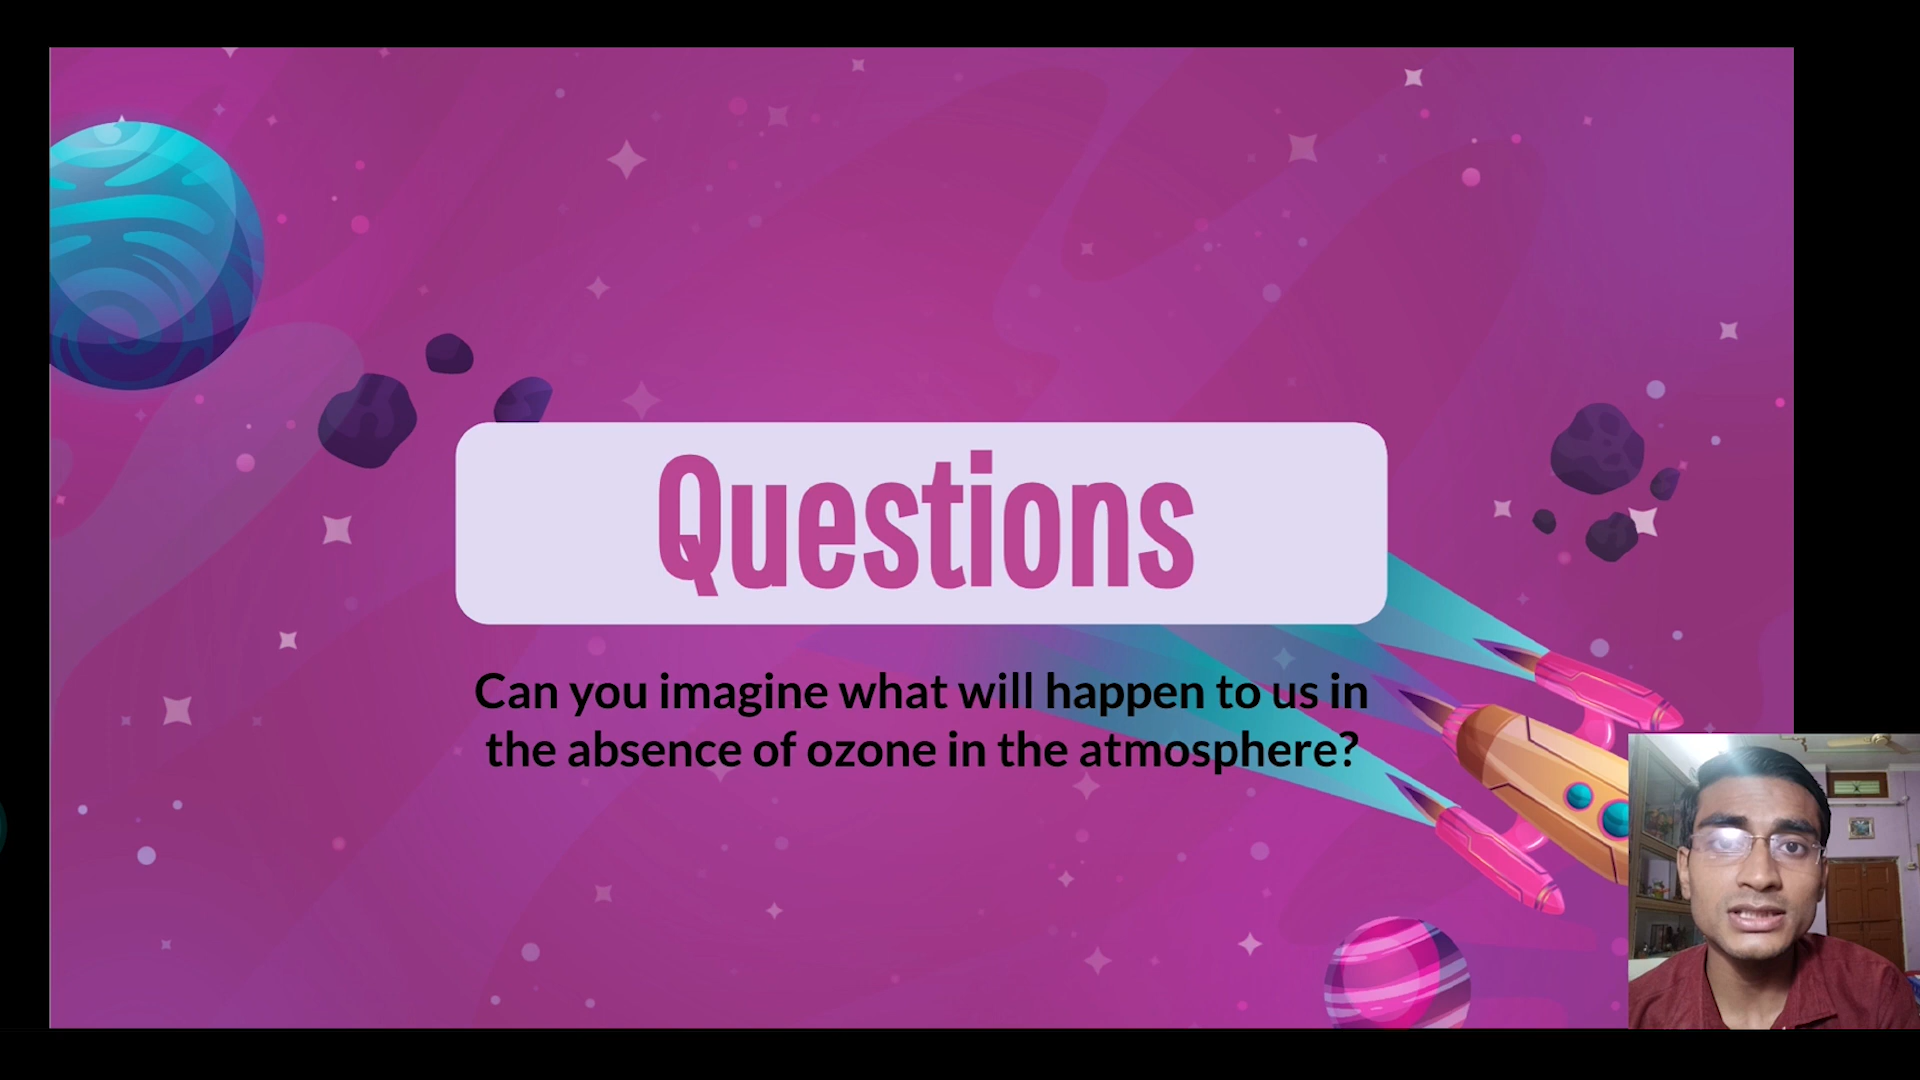 Questions
Can you imagine what will happen to us in
the absence of ozone in the atmosphere?